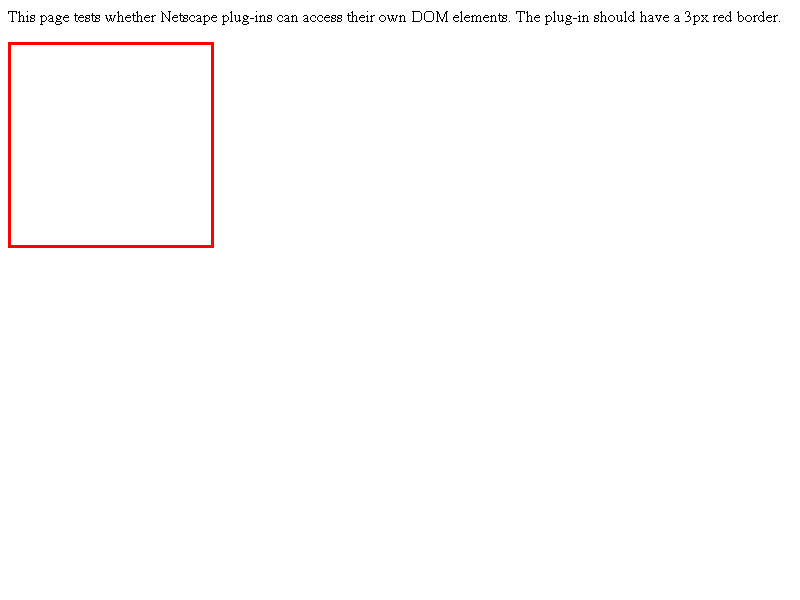 This page tests whether Netscape plug-ins can access their own DOM elements. The plug-in should have a 3px red border.